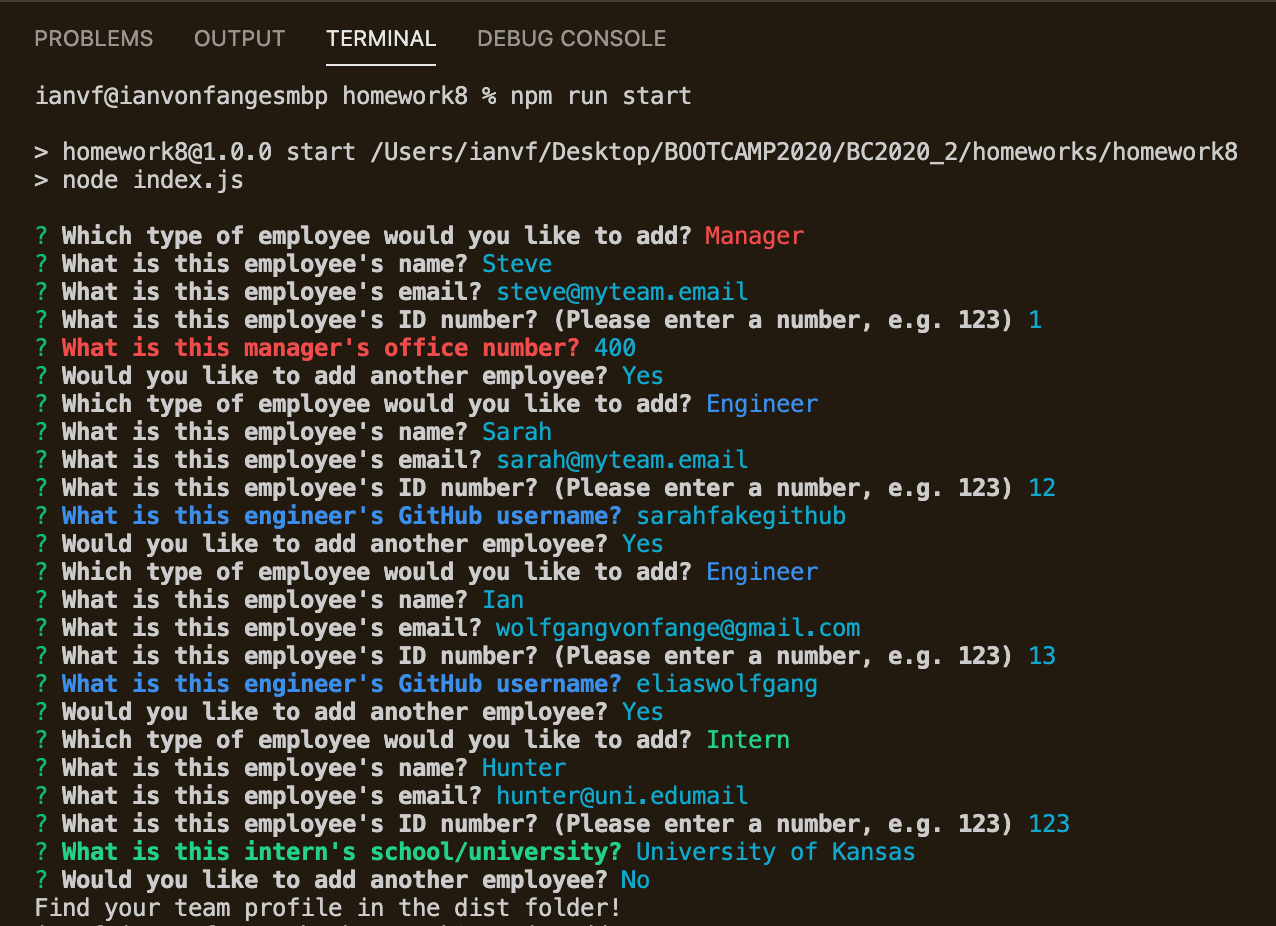 PROBLEMS OUTPUT TERMINAL DEBUG CONSOLE
ianvf@ianvonfangesmbp homework8 % npm run start
> homework8@1.0.0 start /Users/ianvf/Desktop/BOOTCAMP2020/BC2020_2/homeworks/homework8
> node index.js
? Which type of employee would you like to add? Manager
? What is this employee's name? Steve
? What is this employee's email? steve@myteam.email
? What is this employee's ID number? (Please enter a number, e.g. 123) 1
? What is this manager's office number? 400
? Would you like to add another employee? Yes
? Which type of employee would you like to add? Engineer
? What is this employee's name? Sarah
? What is this employee's email? sarah@myteam.email
? What is this employee's ID number? (Please enter a number, e.g. 123) 12
? What is this engineer's GitHub username? sarahfakegithub
? Would you like to add another employee? Yes
? Which type of employee would you like to add? Engineer
? What is this employee's name? Ian
? What is this employee's email? wolfgangvonfange@gmail.com
? What is this employee's ID number? (Please enter a number, e.g. 123) 13
? What is this engineer's GitHub username? eliaswolfgang
? Would you like to add another employee? Yes
? Which type of employee would you like to add? Intern
? What is this employee's name? Hunter
? What is this employee's email? hunter@uni.edumail
? What is this employee's ID number? (Please enter a number, e.g. 123) 123
? What is this intern's school/university? University of Kansas
? Would you like to add another employee? No
Find your team profile in the dist folder!